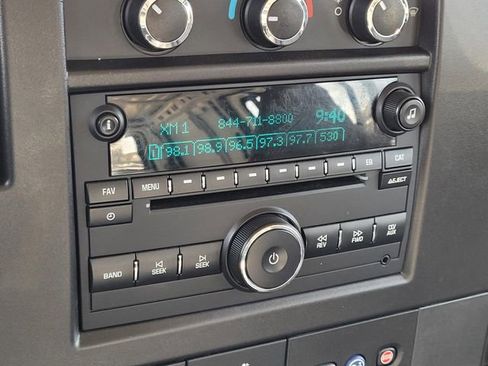 XM1 844-711-8800 9:40
1 98.1 98.9 96.5 97.3 97.7 530
FAV MENU EQ CAT
EJECT
BAND SEEK SEEK REV FWD CD/AUX